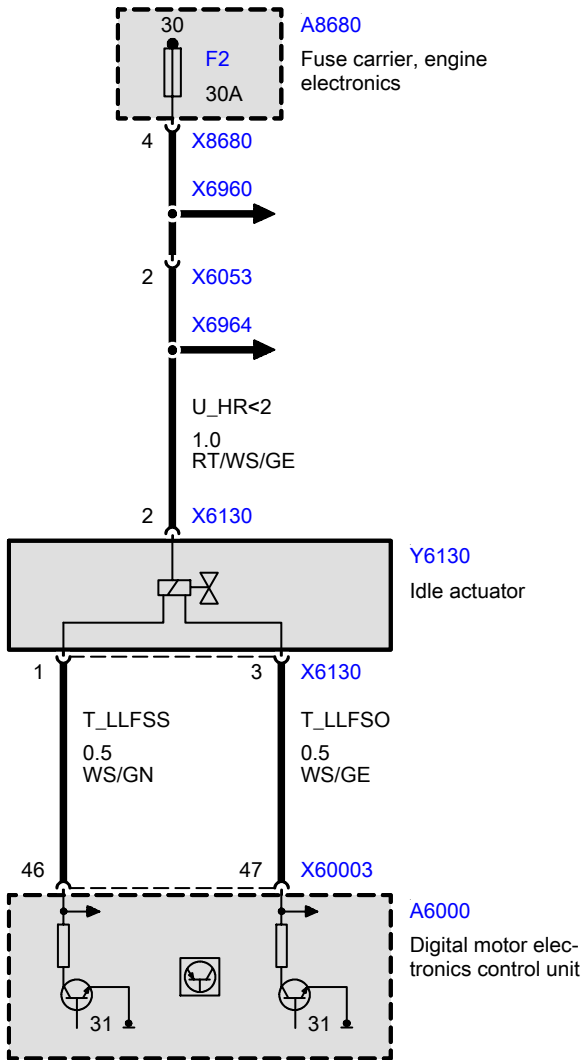 30
A8680
F2
Fuse carrier, engine
electronics
30A
4 X8680
X6960
2 X6053
X6964
U_HR<2
1.0
RT/WS/GE
2 X6130
Y6130
Idle actuator
1
3 X6130
T_LLFSS
0.5
WS/GN
T_LLFSO
0.5
WS/GE
46
47 X60003
A6000
Digital motor elec-
tronics control unit
31
31